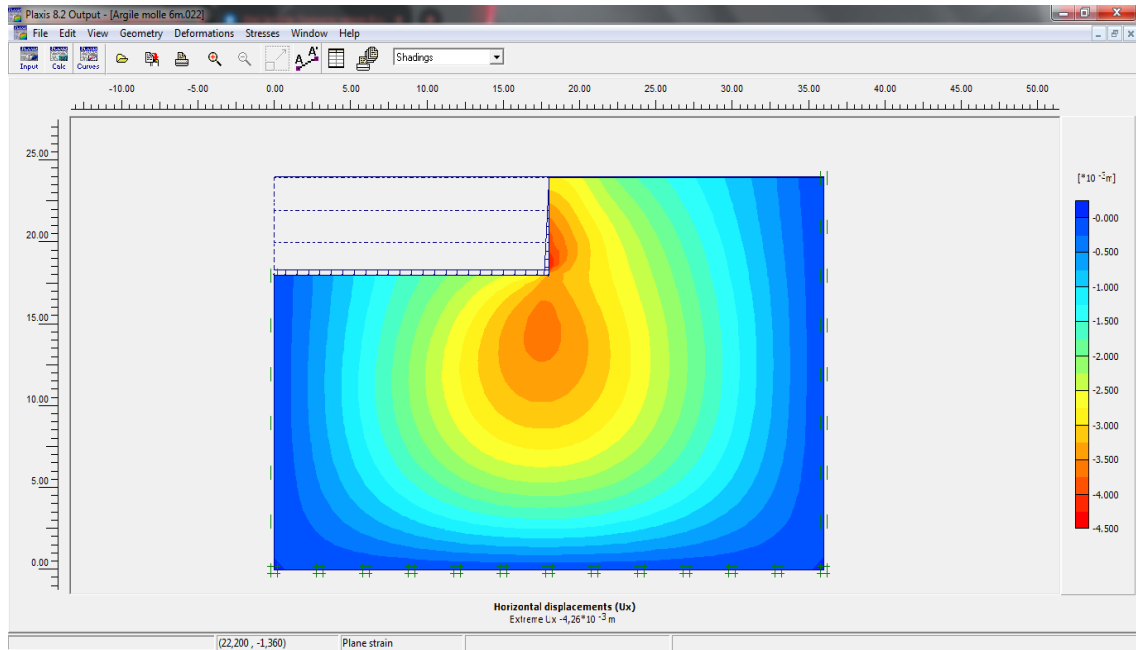 Plaxis 8.2 Output - [Argile molle 6m.022]
File Edit View Geometry Deformations Stresses Window Help
Input Calc Curves
Shadings
-10.00 -5.00 0.00 5.00 10.00 15.00 20.00 25.00 30.00 35.00 40.00 45.00 50.00
25.00
20.00
15.00
10.00
5.00
0.00
[*10 -3m]
-0.000
-0.500
-1.000
-1.500
-2.000
-2.500
-3.000
-3.500
-4.000
-4.500
Horizontal displacements (Ux)
Extreme Ux -4,26*10 -3 m
(22,200 , -1,360) Plane strain